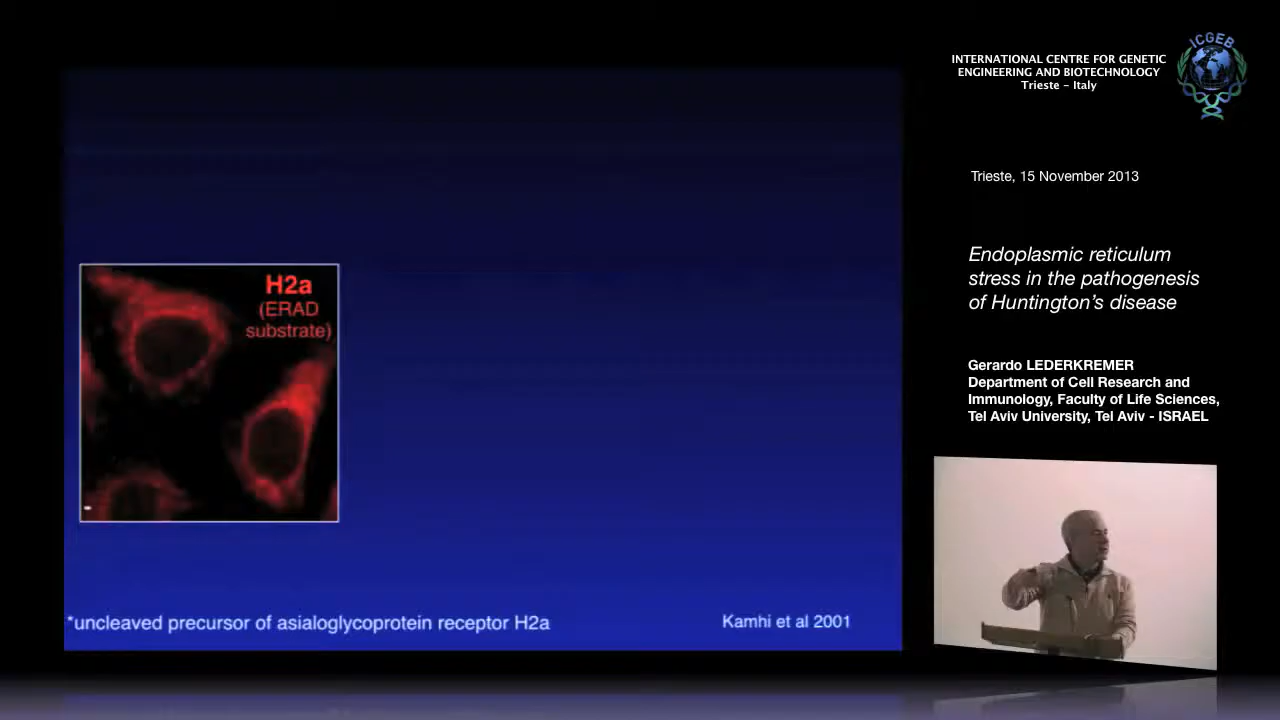 H2a
(ERAD
substrate)
*uncleaved precursor of asialoglycoprotein receptor H2a
Kamhi et al 2001
INTERNATIONAL CENTRE FOR GENETIC
ENGINEERING AND BIOTECHNOLOGY
Trieste - Italy
ICGEB
Trieste, 15 November 2013
Endoplasmic reticulum
stress in the pathogenesis
of Huntington's disease
Gerardo LEDERKREMER
Department of Cell Research and
Immunology, Faculty of Life Sciences,
Tel Aviv University, Tel Aviv - ISRAEL